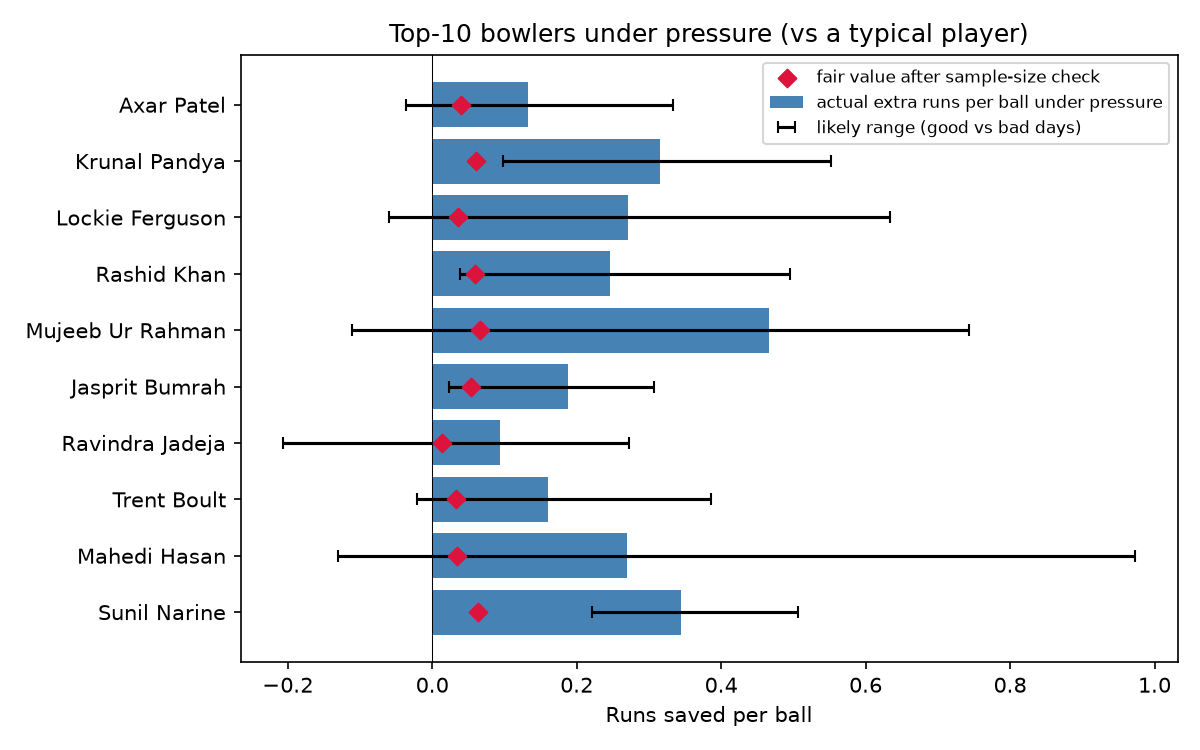 Top-10 bowlers under pressure (vs a typical player)
fair value after sample-size check
actual extra runs per ball under pressure
likely range (good vs bad days)
Axar Patel
Krunal Pandya
Lockie Ferguson
Rashid Khan
Mujeeb Ur Rahman
Jasprit Bumrah
Ravindra Jadeja
Trent Boult
Mahedi Hasan
Sunil Narine
−0.2 0.0 0.2 0.4 0.6 0.8 1.0
Runs saved per ball